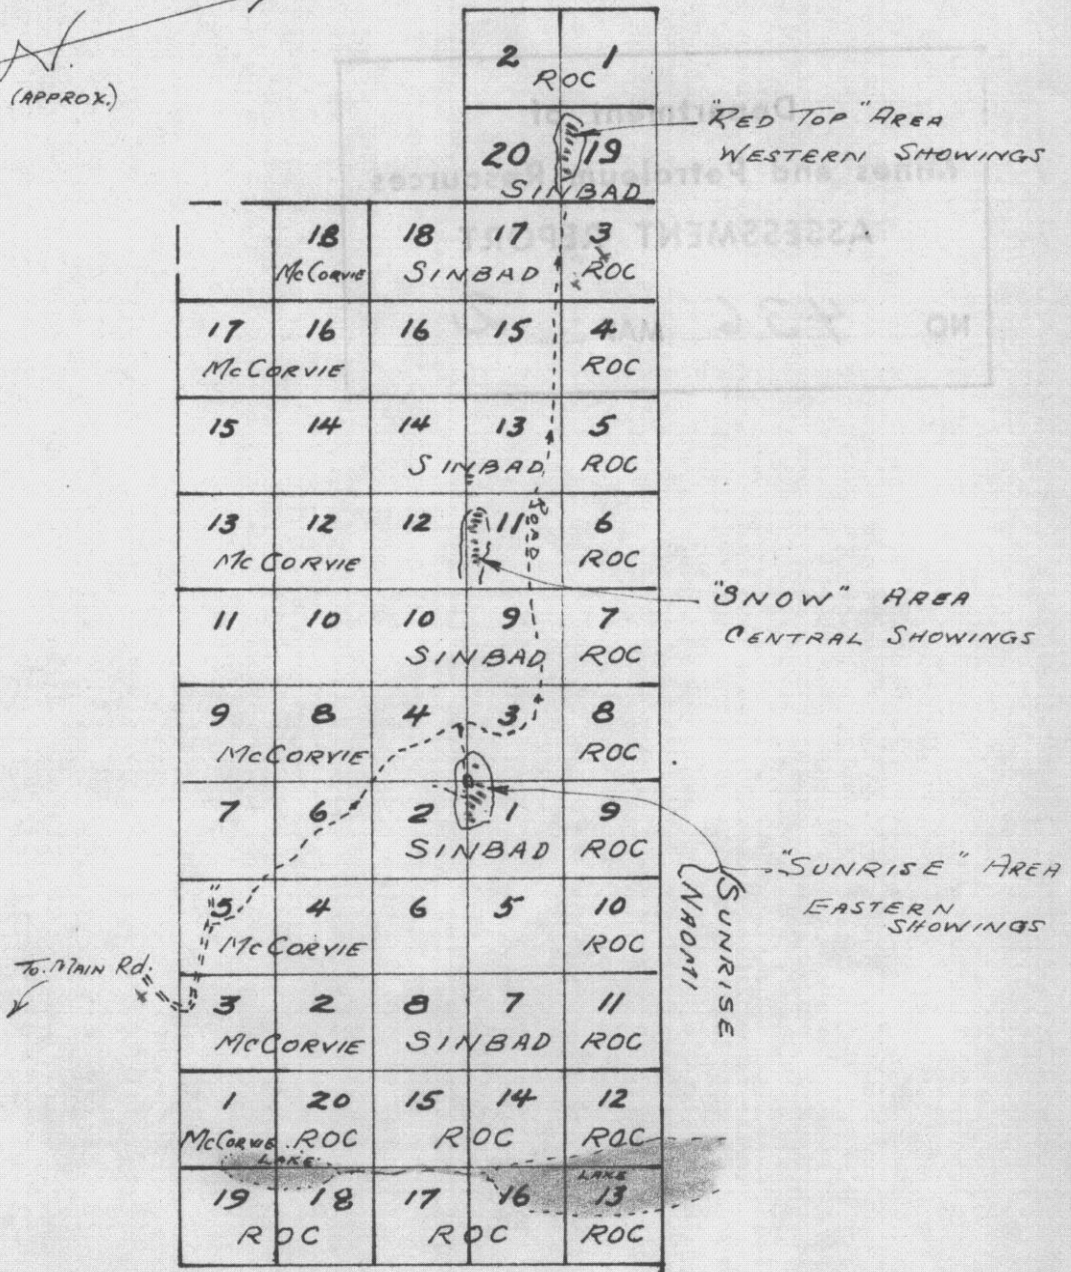 N.
(APPROX.)
2 1
ROC
"RED TOP" AREA
WESTERN SHOWINGS
20 19
SINBAD
18 18 17 3
McCORVIE SINBAD ROC
17 16 16 15 4
McCORVIE ROC
15 14 14 13 5
SINBAD ROC
13 12 12 11 6
ROAD
McCORVIE ROC
"SNOW" AREA
CENTRAL SHOWINGS
11 10 10 9 7
SINBAD ROC
9 8 4 3 8
McCORVIE ROC
7 6 2 1 9
SINBAD ROC
"SUNRISE" AREA
EASTERN
SHOWINGS
SUNRISE
NAOMI
5 4 6 5 10
McCORVIE ROC
TO MAIN Rd.
3 2 8 7 11
McCORVIE SINBAD ROC
1 20 15 14 12
McCORVIE ROC ROC ROC
LAKE LAKE
19 18 17 16 13
ROC ROC ROC
Department of
Mines and Petroleum Resources
ASSESSMENT REPORT
NO MAP